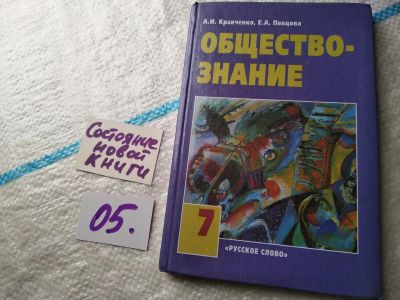 А.И. Кравченко, Е.А. Певцова
ОБЩЕСТВО-
ЗНАНИЕ
7
«РУССКОЕ СЛОВО»
Состояние
новой
книги
05.